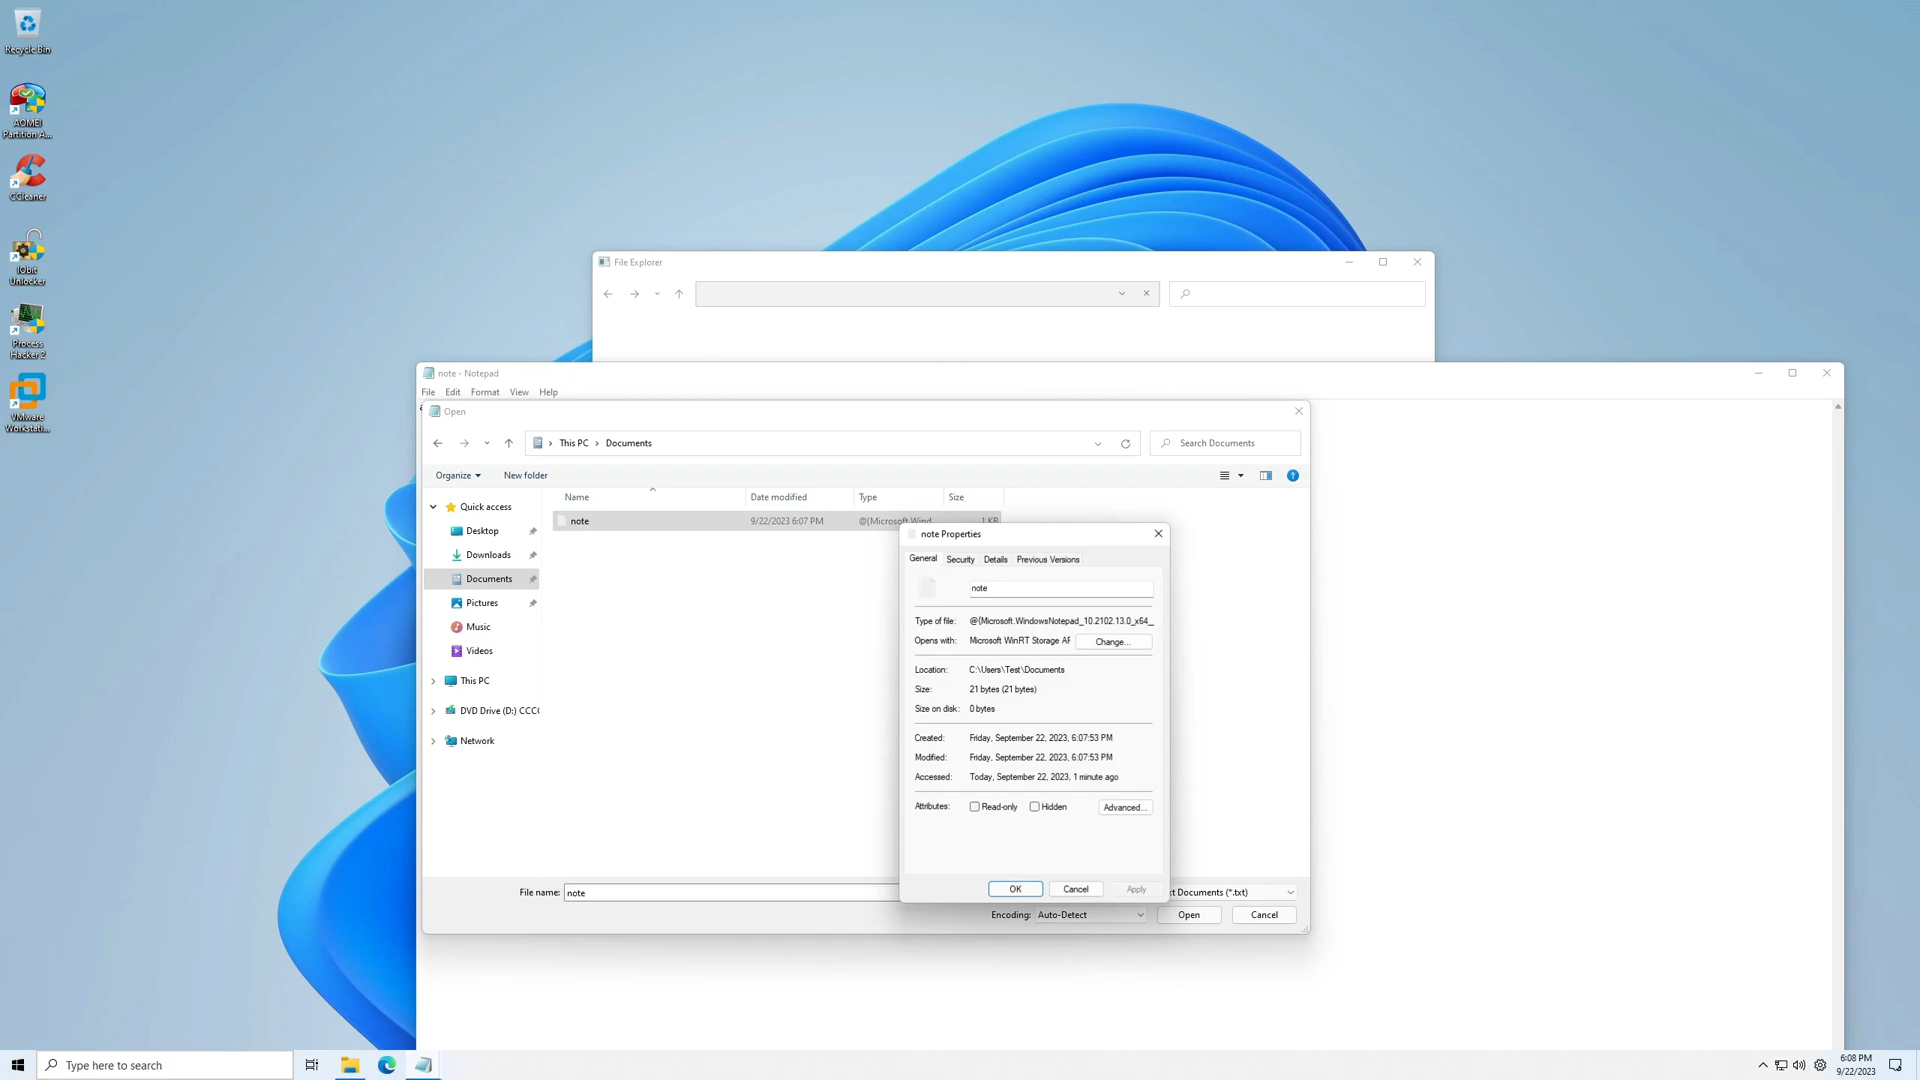 Recycle Bin
AOMEI
Partition A...
CCleaner
IObit
Unlocker
Process
Hacker 2
VMware
Workstati...
File Explorer
note - Notepad
File Edit Format View Help
Open
This PC > Documents
Search Documents
Organize New folder
Name Date modified Type Size
note 9/22/2023 6:07 PM @{Microsoft.Wind... 1 KB
Quick access
Desktop
Downloads
Documents
Pictures
Music
Videos
This PC
DVD Drive (D:) CCC
Network
note Properties
General Security Details Previous Versions
note
Type of file: @{Microsoft.WindowsNotepad_10.2102.13.0_x64_
Opens with: Microsoft WinRT Storage AF Change...
Location: C:\Users\Test\Documents
Size: 21 bytes (21 bytes)
Size on disk: 0 bytes
Created: Friday, September 22, 2023, 6:07:53 PM
Modified: Friday, September 22, 2023, 6:07:53 PM
Accessed: Today, September 22, 2023, 1 minute ago
Attributes: Read-only Hidden Advanced...
OK Cancel Apply
File name: note
xt Documents (*.txt)
Encoding: Auto-Detect Open Cancel
Type here to search
6:08 PM
9/22/2023